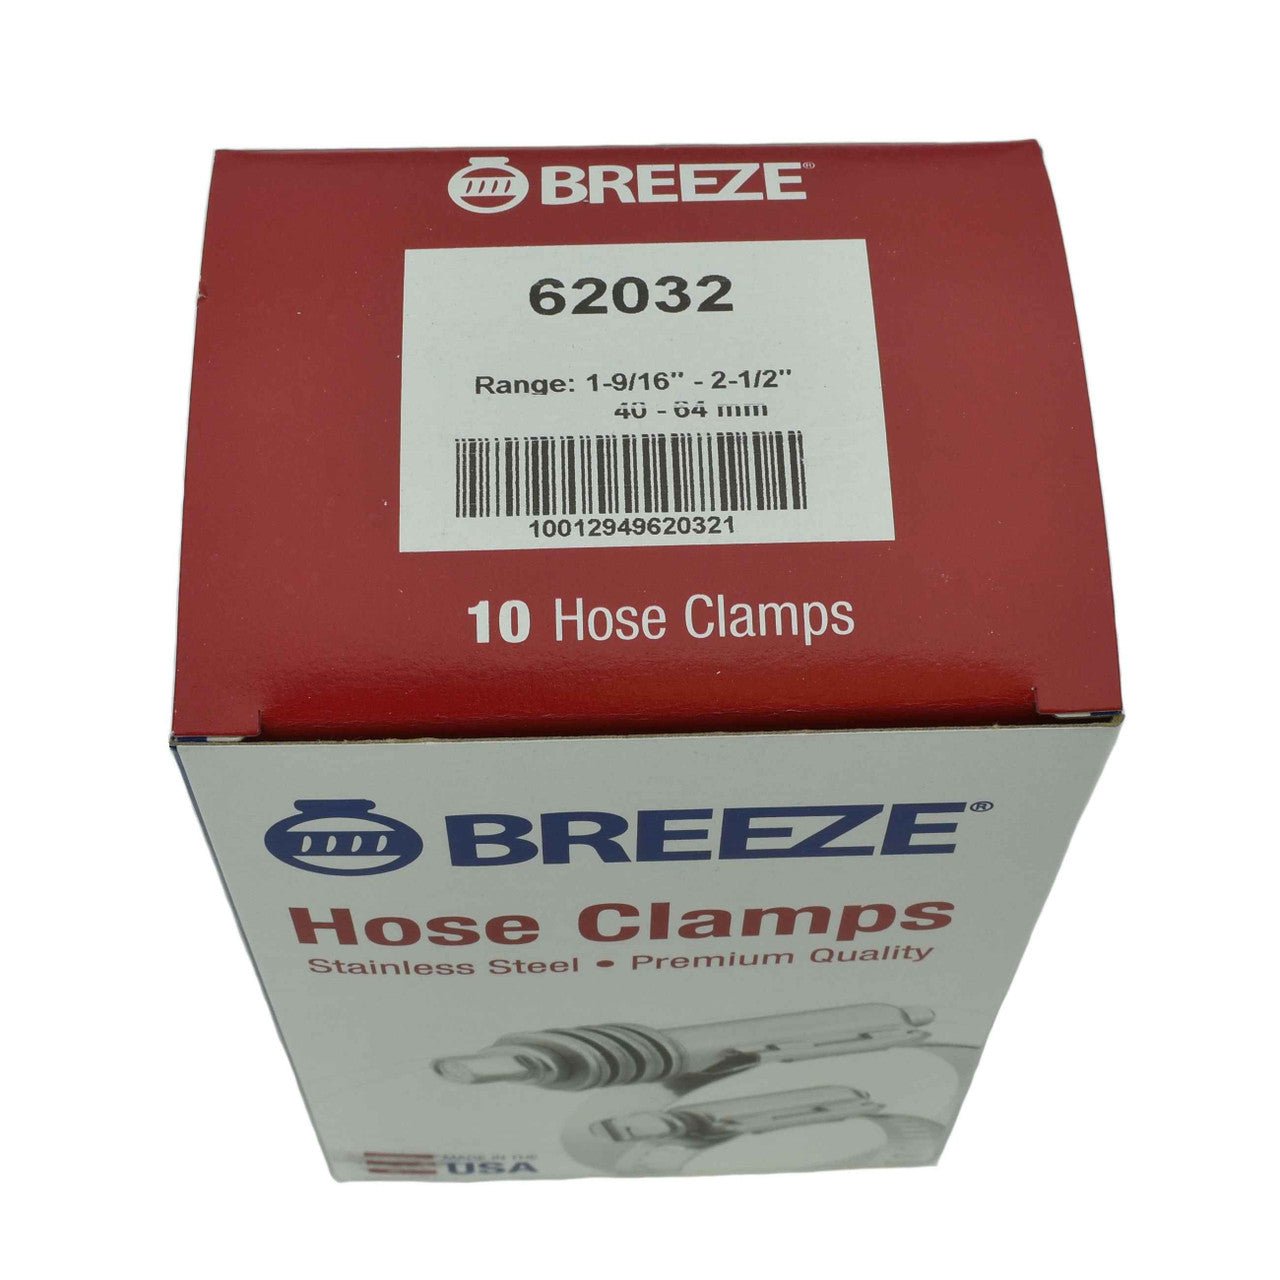 BREEZE®
62032
Range: 1-9/16" - 2-1/2"
40 - 64 mm
10012949620321
10 Hose Clamps
BREEZE®
Hose Clamps
Stainless Steel • Premium Quality
MADE IN THE
USA